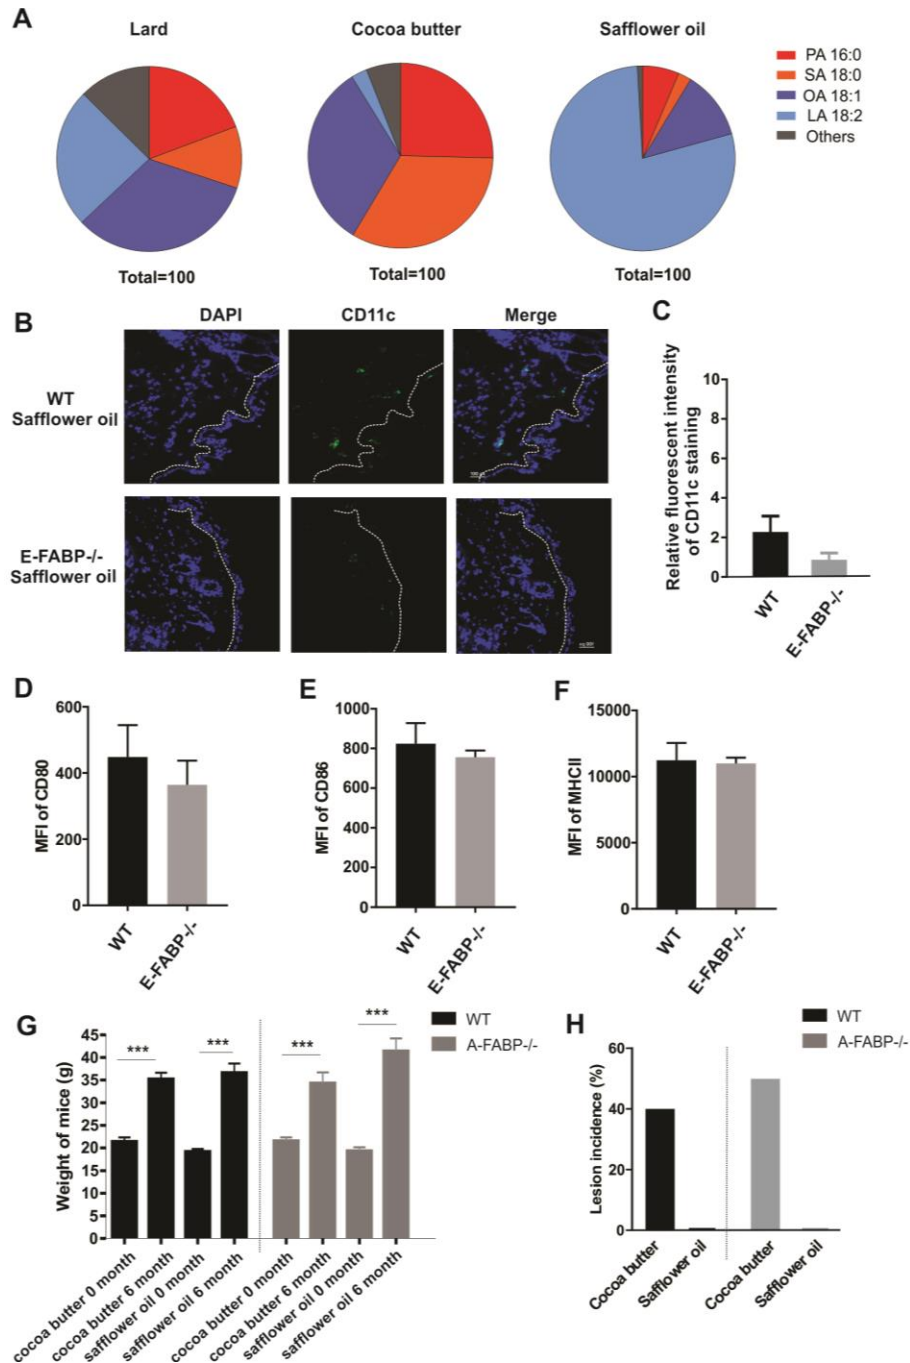 A
Lard
Cocoa butter
Safflower oil
PA 16:0
SA 18:0
OA 18:1
LA 18:2
Others
Total=100
Total=100
Total=100
B
DAPI
CD11c
Merge
WT
Safflower oil
E-FABP-/-
Safflower oil
C
Relative fluorescent intensity
of CD11c staining
10
8
6
4
2
0
WT
E-FABP-/-
D
MFI of CD80
600
400
200
0
WT
E-FABP-/-
E
MFI of CD86
1000
800
600
400
200
0
WT
E-FABP-/-
F
MFI of MHCII
15000
10000
5000
0
WT
E-FABP-/-
G
WT
A-FABP-/-
Weight of mice (g)
45
40
35
30
25
20
15
10
5
0
***
***
***
***
cocoa butter 0 month
cocoa butter 6 month
safflower oil 0 month
safflower oil 6 month
cocoa butter 0 month
cocoa butter 6 month
safflower oil 0 month
safflower oil 6 month
H
WT
A-FABP-/-
Lesion incidence (%)
60
40
20
0
Cocoa butter
Safflower oil
Cocoa butter
Safflower oil